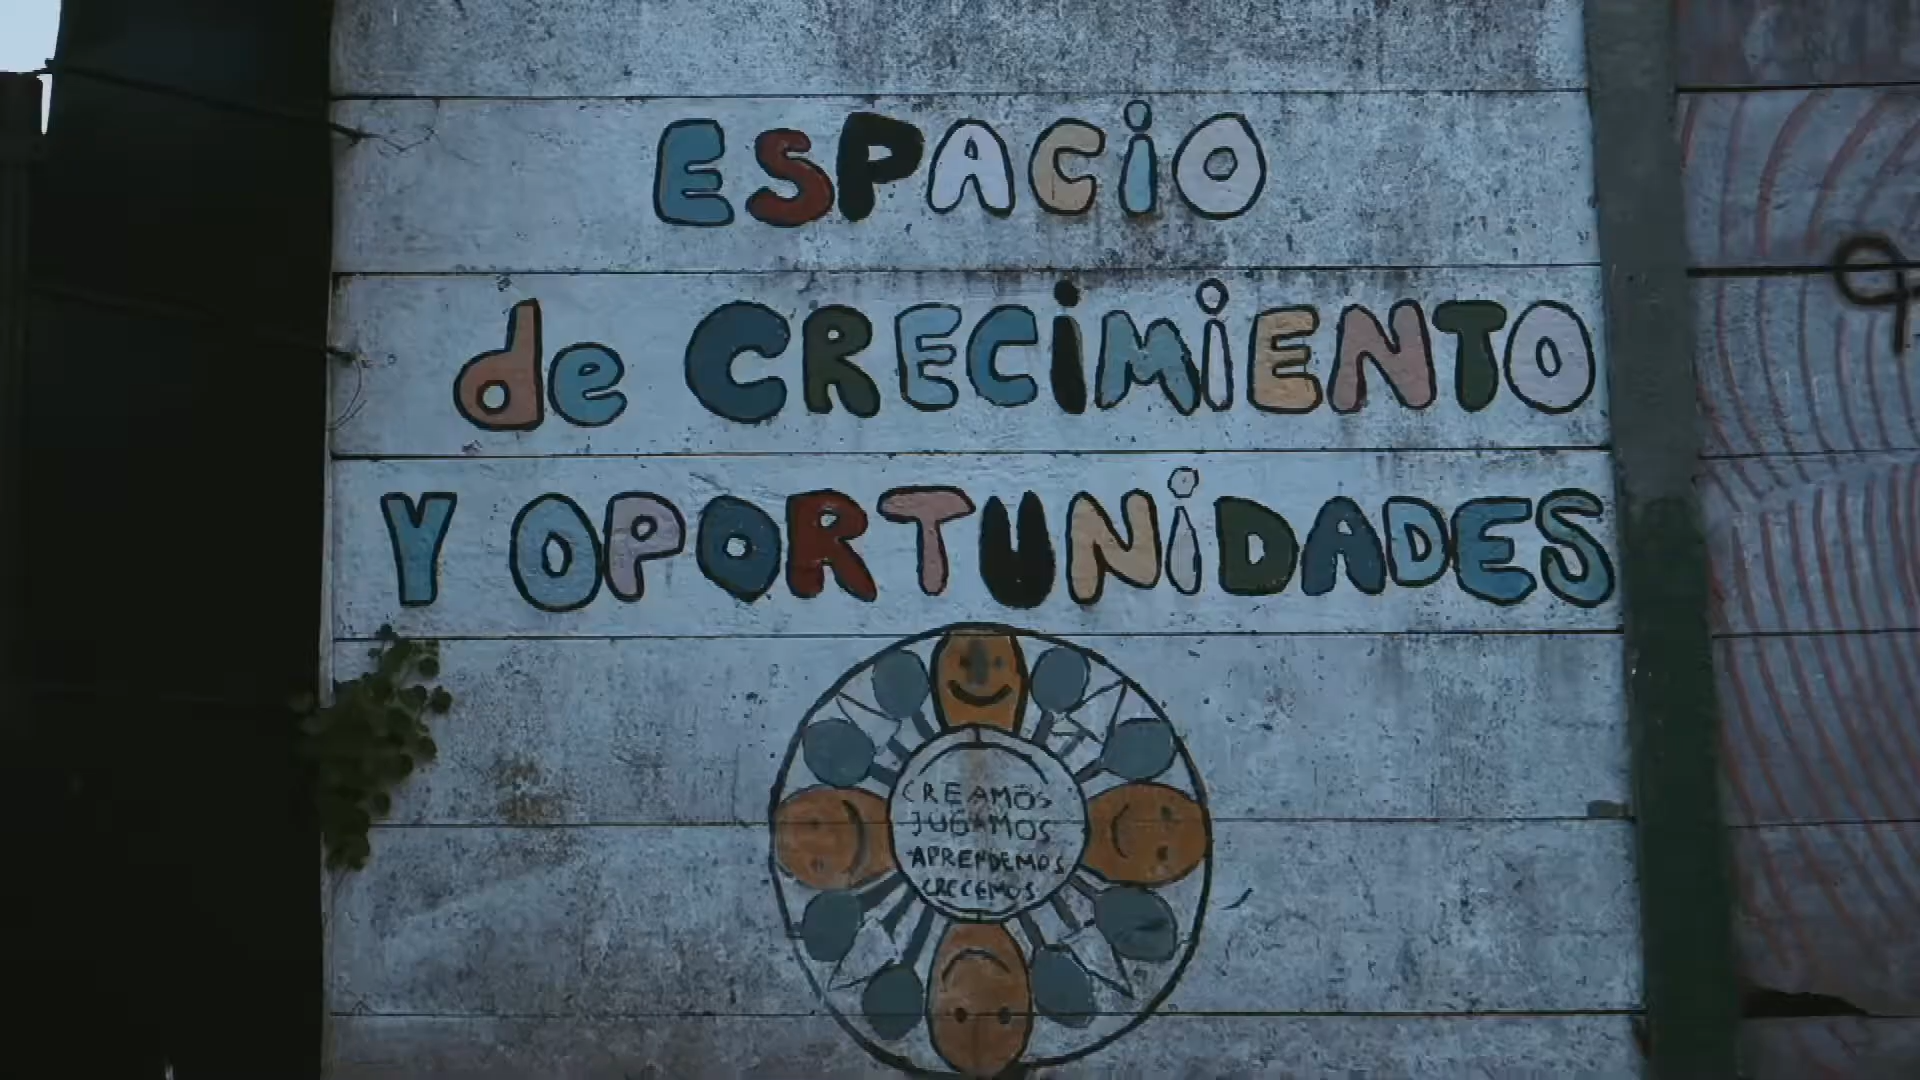 ESPACiO
de CRECiMiENTO
Y OPORTUNiDADES
CREAMOS
JUGAMOS
APRENDEMOS
CRECEMOS